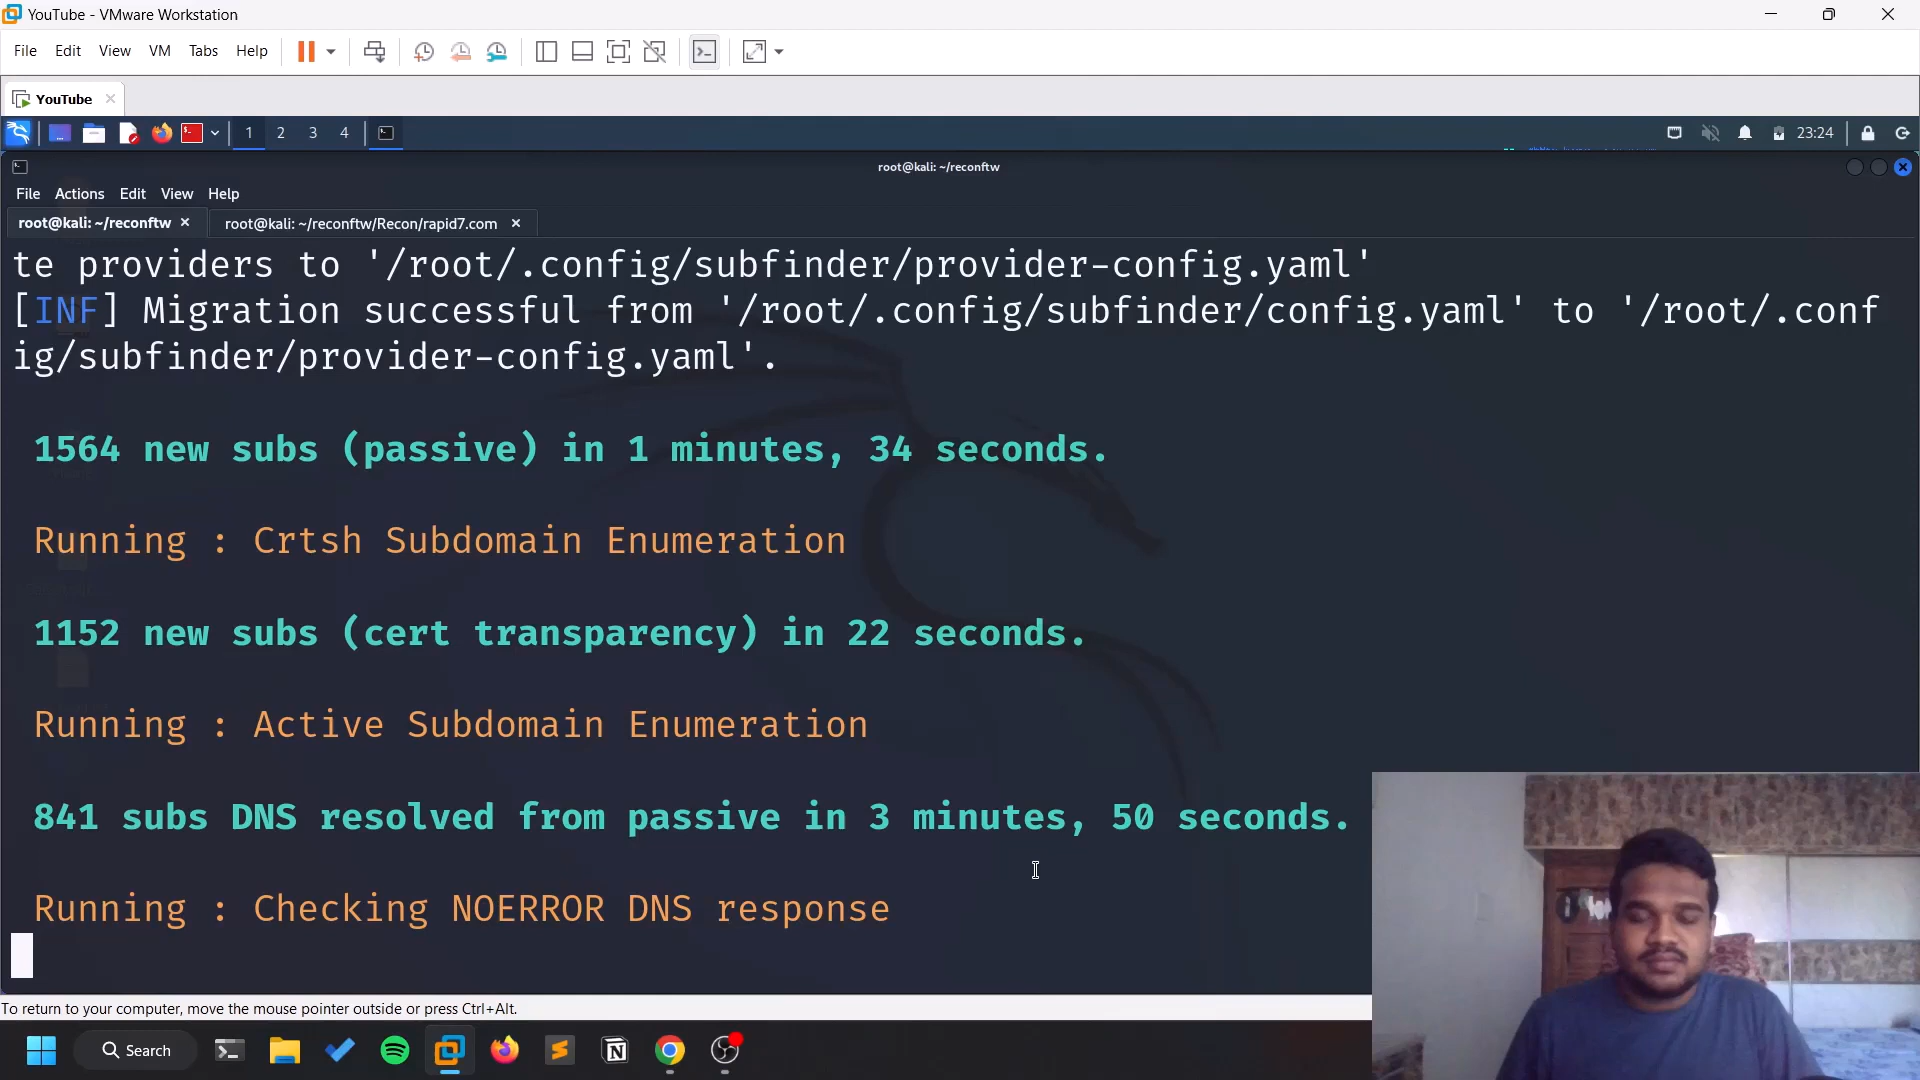 YouTube - VMware Workstation
File Edit View VM Tabs Help
YouTube
1 2 3 4
23:24
root@kali: ~/reconftw
File Actions Edit View Help
root@kali: ~/reconftw
root@kali: ~/reconftw/Recon/rapid7.com
te providers to '/root/.config/subfinder/provider-config.yaml'
[INF] Migration successful from '/root/.config/subfinder/config.yaml' to '/root/.conf
ig/subfinder/provider-config.yaml'.
1564 new subs (passive) in 1 minutes, 34 seconds.
Running : Crtsh Subdomain Enumeration
1152 new subs (cert transparency) in 22 seconds.
Running : Active Subdomain Enumeration
841 subs DNS resolved from passive in 3 minutes, 50 seconds.
Running : Checking NOERROR DNS response
To return to your computer, move the mouse pointer outside or press Ctrl+Alt.
Search